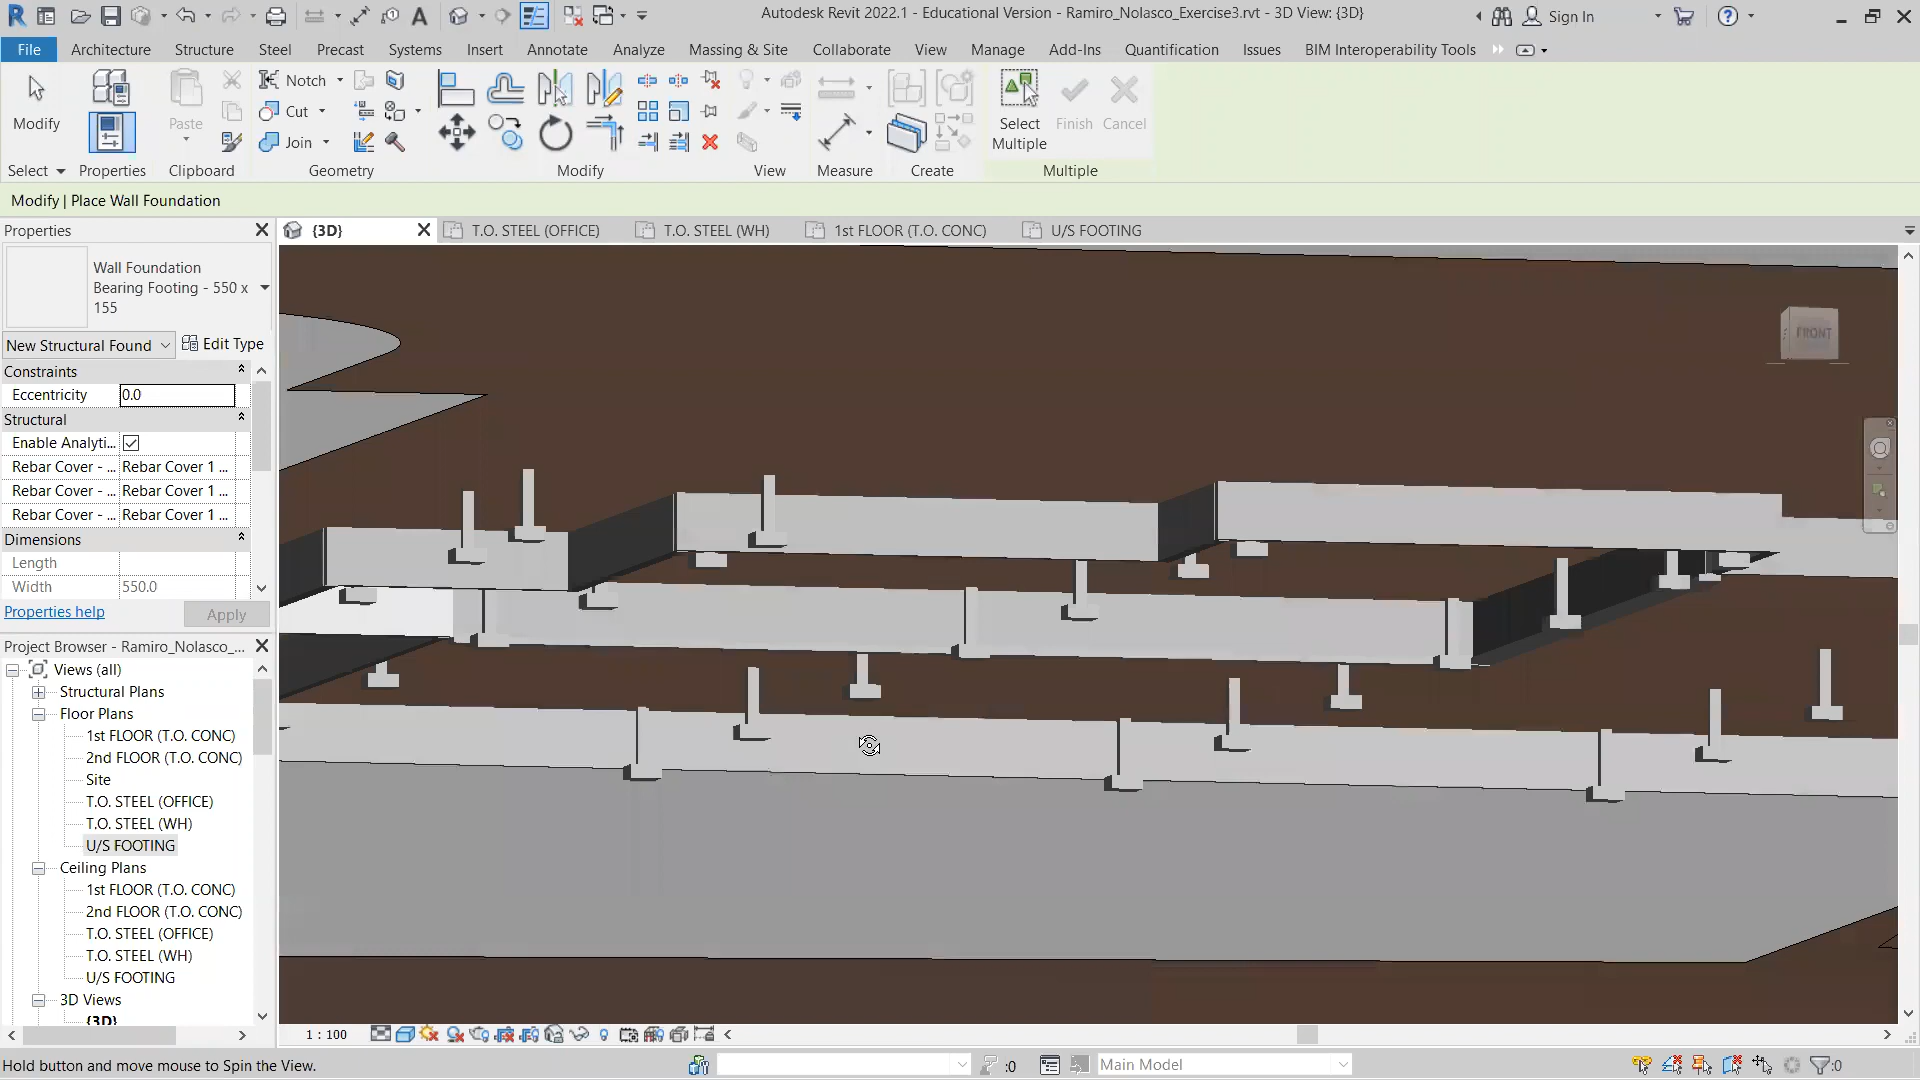 Autodesk Revit 2022.1 - Educational Version - Ramiro_Nolasco_Exercise3.rvt - 3D View: {3D}
Sign In
File Architecture Structure Steel Precast Systems Insert Annotate Analyze Massing & Site Collaborate View Manage Add-Ins Quantification Issues BIM Interoperability Tools
Modify
Paste
Notch
Cut
Join
Select Multiple
Finish
Cancel
Select Properties Clipboard Geometry Modify View Measure Create Multiple
Modify | Place Wall Foundation
Properties
{3D} T.O. STEEL (OFFICE) T.O. STEEL (WH) 1st FLOOR (T.O. CONC) U/S FOOTING
Wall Foundation
Bearing Footing - 550 x
155
New Structural Found Edit Type
Constraints
Eccentricity 0.0
Structural
Enable Analyti...
Rebar Cover - ... Rebar Cover 1 ...
Rebar Cover - ... Rebar Cover 1 ...
Rebar Cover - ... Rebar Cover 1 ...
Dimensions
Length
Width 550.0
Properties help Apply
Project Browser - Ramiro_Nolasco_...
Views (all)
Structural Plans
Floor Plans
1st FLOOR (T.O. CONC)
2nd FLOOR (T.O. CONC)
Site
T.O. STEEL (OFFICE)
T.O. STEEL (WH)
U/S FOOTING
Ceiling Plans
1st FLOOR (T.O. CONC)
2nd FLOOR (T.O. CONC)
T.O. STEEL (OFFICE)
T.O. STEEL (WH)
U/S FOOTING
3D Views
{3D}
FRONT
1 : 100
Hold button and move mouse to Spin the View.
:0
Main Model
:0